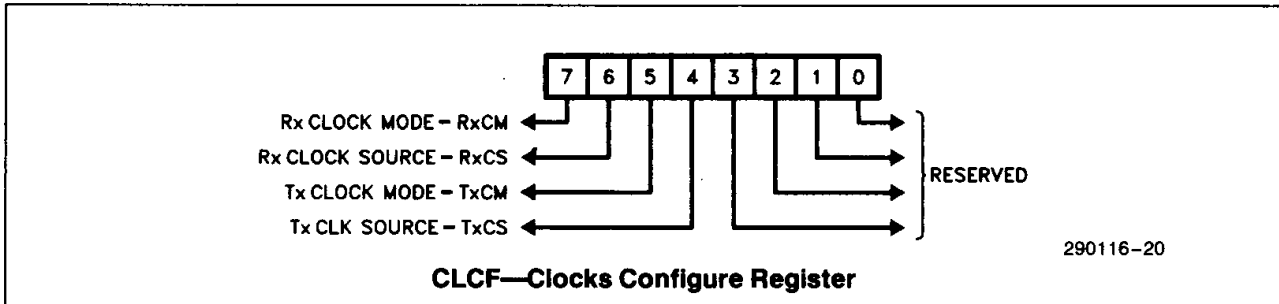 7 6 5 4 3 2 1 0
Rx CLOCK MODE – RxCM
Rx CLOCK SOURCE – RxCS
RESERVED
Tx CLOCK MODE – TxCM
Tx CLK SOURCE – TxCS
290116–20
CLCF—Clocks Configure Register